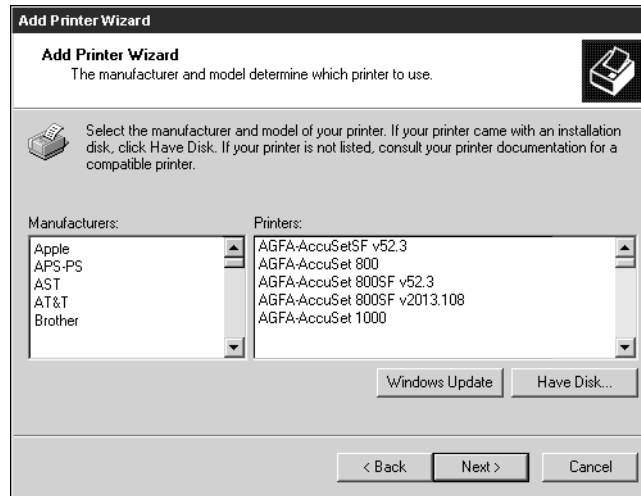 Add Printer Wizard
Add Printer Wizard
The manufacturer and model determine which printer to use.
Select the manufacturer and model of your printer. If your printer came with an installation
disk, click Have Disk. If your printer is not listed, consult your printer documentation for a
compatible printer.
Manufacturers:
Apple
APS-PS
AST
AT&T
Brother
Printers:
AGFA-AccuSetSF v52.3
AGFA-AccuSet 800
AGFA-AccuSet 800SF v52.3
AGFA-AccuSet 800SF v2013.108
AGFA-AccuSet 1000
Windows Update
Have Disk...
< Back
Next >
Cancel